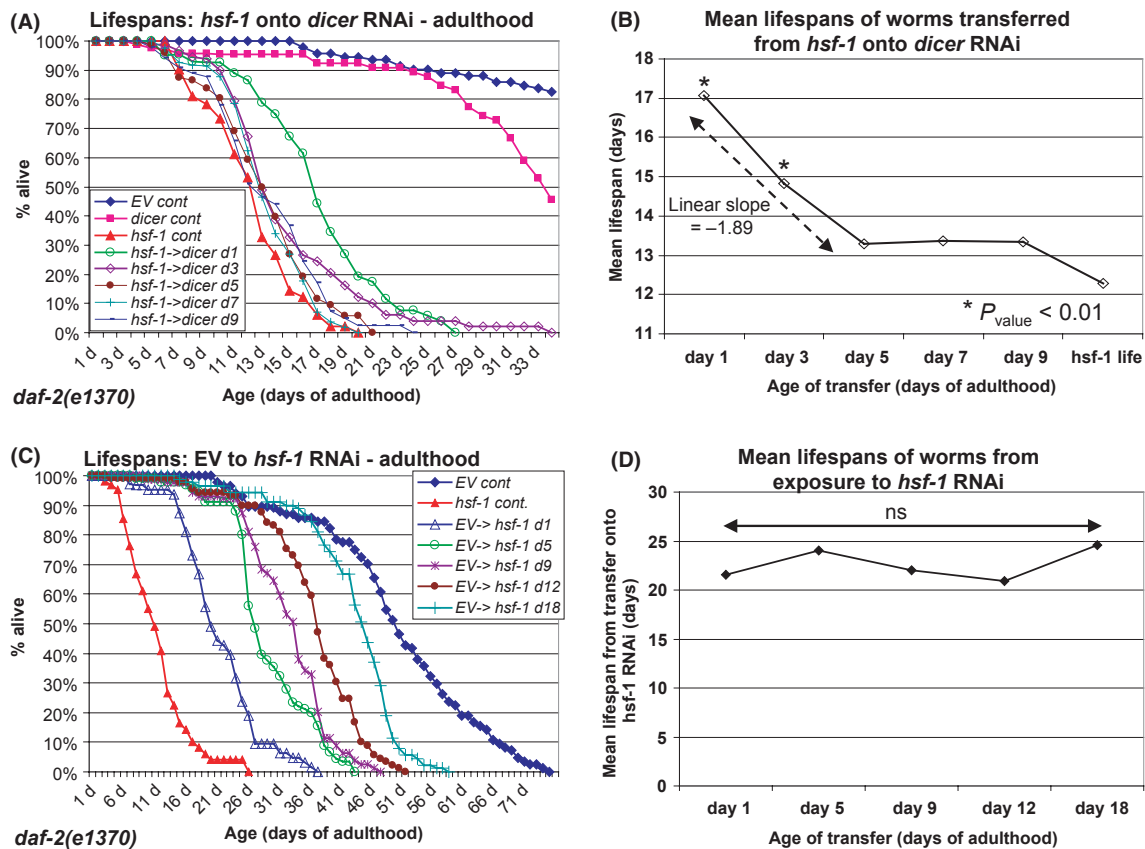 (A) Lifespans: hsf-1 onto dicer RNAi - adulthood
% alive
100%
90%
80%
70%
60%
50%
40%
30%
20%
10%
0%
EV cont
dicer cont
hsf-1 cont
hsf-1->dicer d1
hsf-1->dicer d3
hsf-1->dicer d5
hsf-1->dicer d7
hsf-1->dicer d9
1 d 3 d 5 d 7 d 9 d 11 d 13 d 15 d 17 d 19 d 21 d 23 d 25 d 27 d 29 d 31 d 33 d
daf-2(e1370)
Age (days of adulthood)
(B) Mean lifespans of worms transferred
from hsf-1 onto dicer RNAi
Mean lifespan (days)
18
17
16
15
14
13
12
11
*
*
Linear slope
= –1.89
* Pvalue < 0.01
day 1 day 3 day 5 day 7 day 9 hsf-1 life
Age of transfer (days of adulthood)
(C) Lifespans: EV to hsf-1 RNAi - adulthood
% alive
100%
90%
80%
70%
60%
50%
40%
30%
20%
10%
0%
EV cont
hsf-1 cont.
EV-> hsf-1 d1
EV-> hsf-1 d5
EV-> hsf-1 d9
EV-> hsf-1 d12
EV-> hsf-1 d18
1 d 6 d 11 d 16 d 21 d 26 d 31 d 36 d 41 d 46 d 51 d 56 d 61 d 66 d 71 d
daf-2(e1370)
Age (days of adulthood)
(D) Mean lifespans of worms from
exposure to hsf-1 RNAi
Mean lifespan from transfer onto
hsf-1 RNAi (days)
30
25
20
15
10
5
0
ns
day 1 day 5 day 9 day 12 day 18
Age of transfer (days of adulthood)